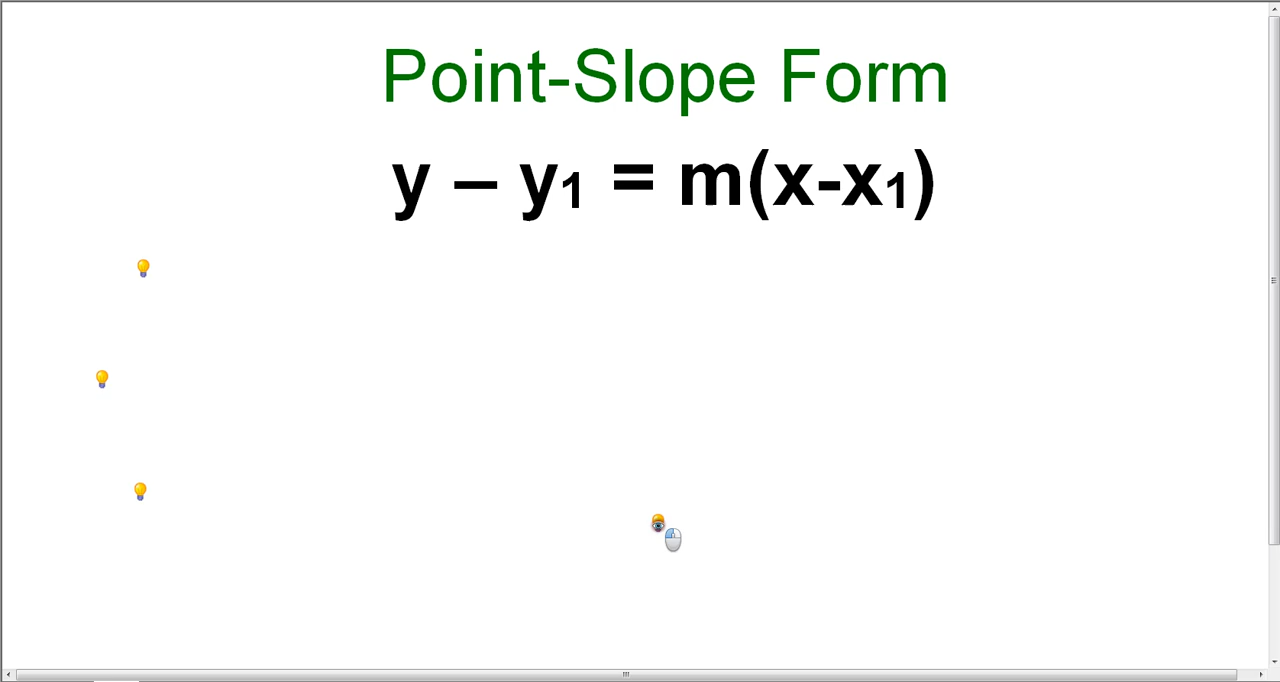 Point-Slope Form
y – y₁ = m(x-x₁)